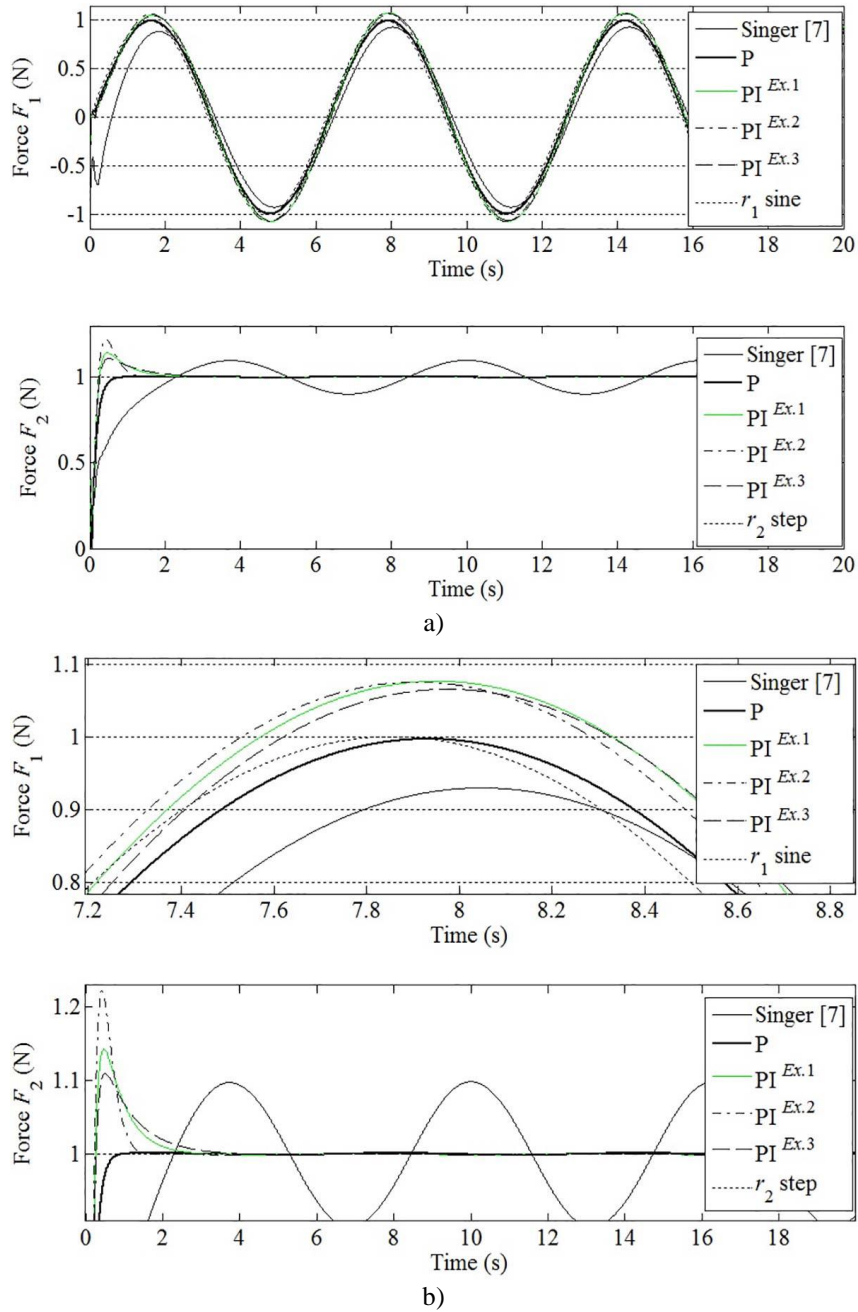 Force F1 (N)
1
0.5
0
-0.5
-1
0 2 4 6 8 10 12 14 16 18 20
Time (s)
Singer [7]
P
PI Ex.1
PI Ex.2
PI Ex.3
r1 sine
Force F2 (N)
1
0.5
0
0 2 4 6 8 10 12 14 16 18 20
Time (s)
Singer [7]
P
PI Ex.1
PI Ex.2
PI Ex.3
r2 step
a)
Force F1 (N)
1.1
1
0.9
0.8
7.2 7.4 7.6 7.8 8 8.2 8.4 8.6 8.8
Time (s)
Singer [7]
P
PI Ex.1
PI Ex.2
PI Ex.3
r1 sine
Force F2 (N)
1.2
1.1
1
0 2 4 6 8 10 12 14 16 18
Time (s)
Singer [7]
P
PI Ex.1
PI Ex.2
PI Ex.3
r2 step
b)